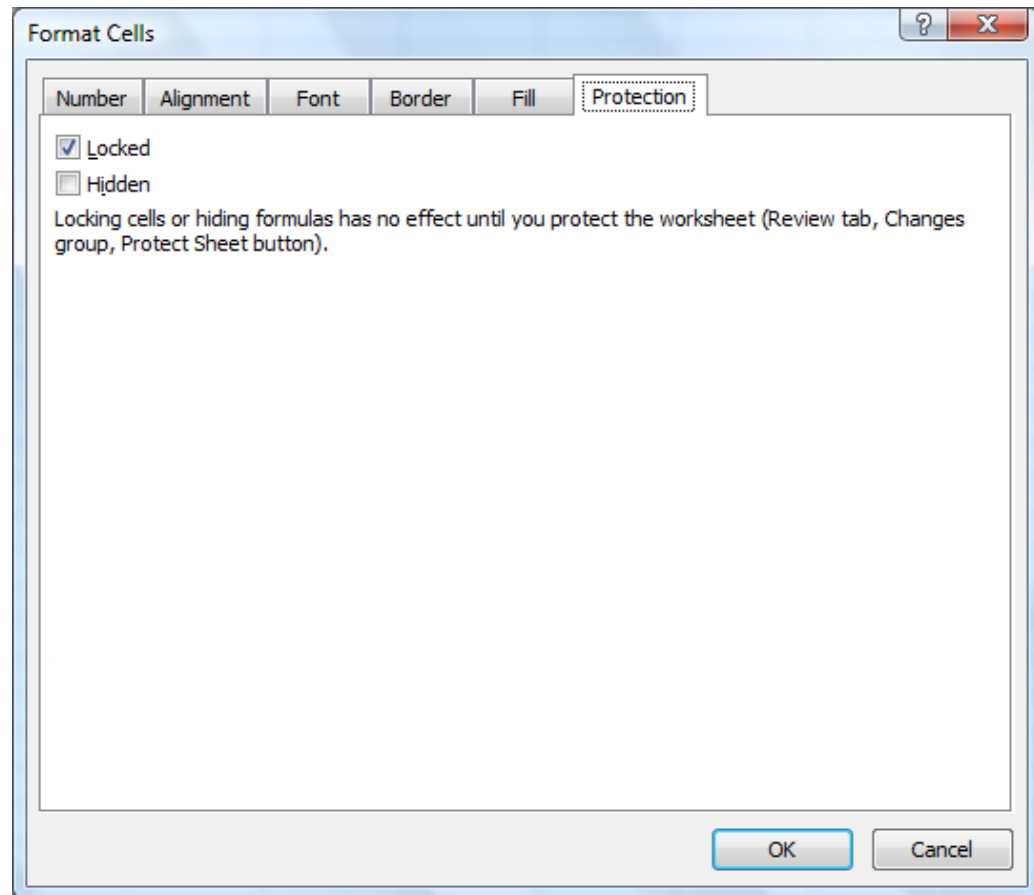 Format Cells
Number Alignment Font Border Fill Protection
Locked
Hidden
Locking cells or hiding formulas has no effect until you protect the worksheet (Review tab, Changes
group, Protect Sheet button).
OK Cancel